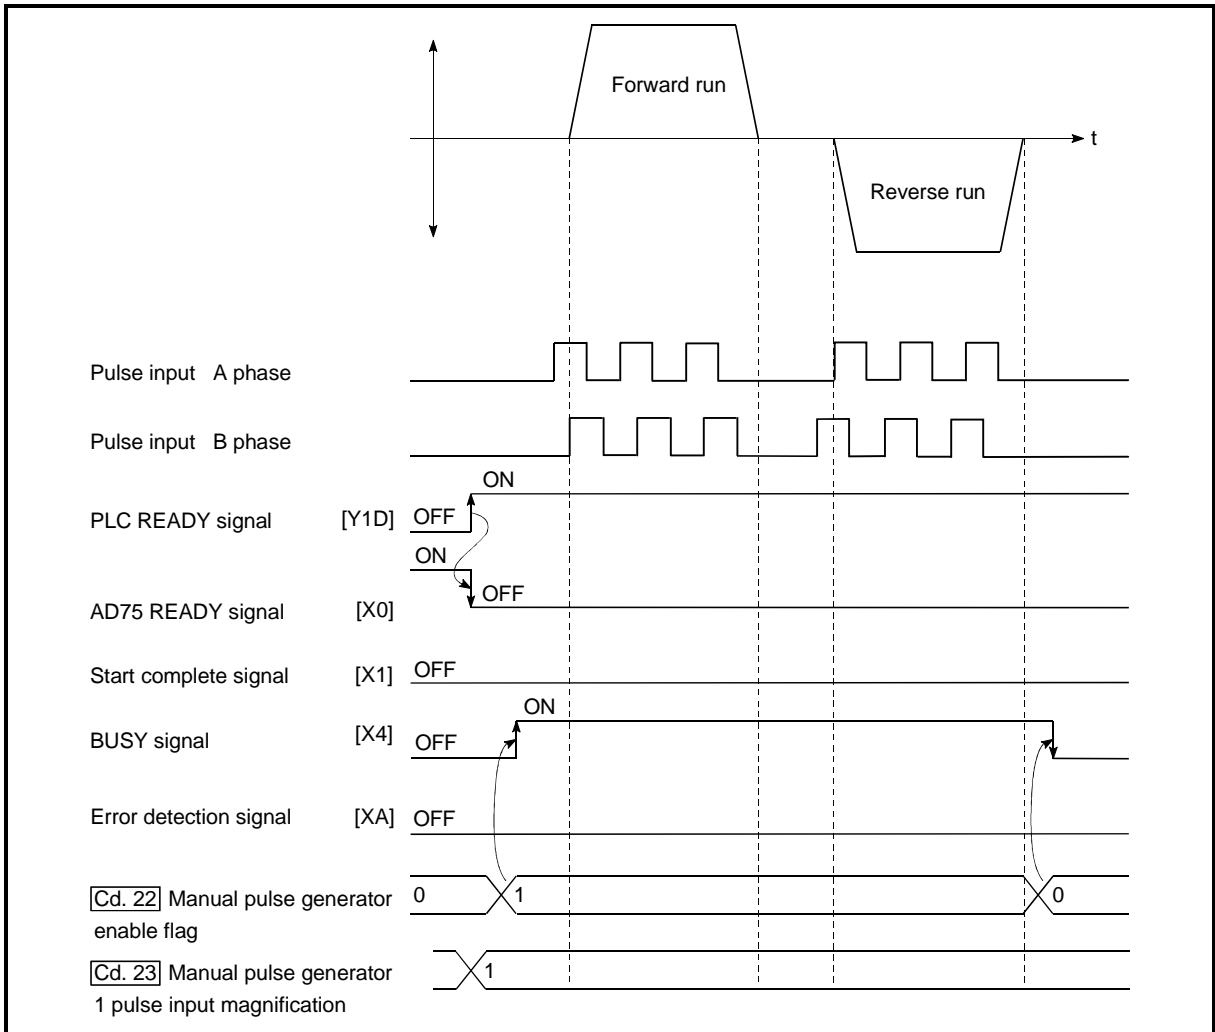 Forward run
t
Reverse run
Pulse input A phase
Pulse input B phase
ON
PLC READY signal [Y1D] OFF
ON
OFF
AD75 READY signal [X0]
Start complete signal [X1] OFF
ON
BUSY signal [X4] OFF
Error detection signal [XA] OFF
Cd. 22 Manual pulse generator 0 1 0
enable flag
Cd. 23 Manual pulse generator 1
1 pulse input magnification